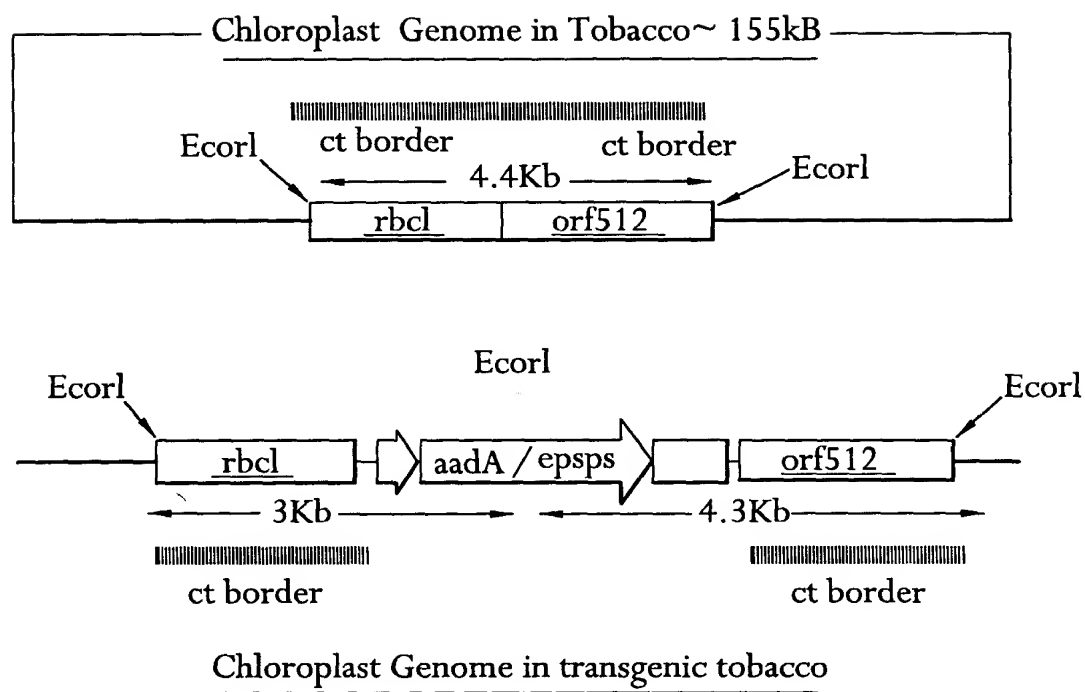 Chloroplast Genome in Tobacco~ 155kB
ct border ct border
Ecorl Ecorl
4.4Kb
rbcl orf512
Ecorl
Ecorl Ecorl
rbcl aadA / epsps orf512
3Kb 4.3Kb
ct border ct border
Chloroplast Genome in transgenic tobacco